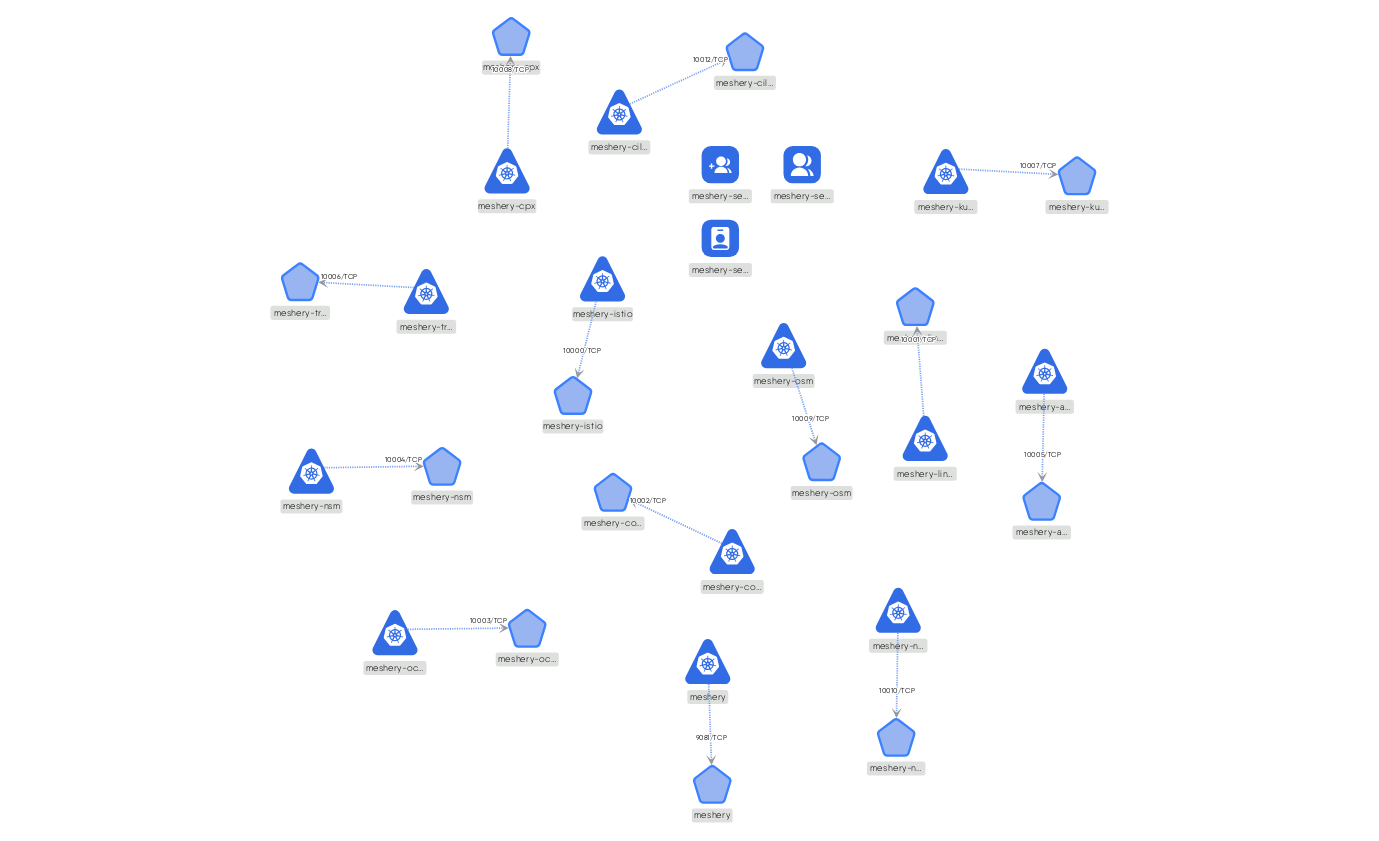 meshery-cpx
10008/TCP
10012/TCP
meshery-cil...
meshery-cil...
meshery-cpx
meshery-se...
meshery-se...
10007/TCP
meshery-ku...
meshery-ku...
meshery-se...
10006/TCP
meshery-tr...
meshery-tr...
meshery-istio
10000/TCP
meshery-istio
meshery-osm
10009/TCP
meshery-osm
10001/TCP
meshery-lin...
meshery-a...
10005/TCP
meshery-a...
10004/TCP
meshery-nsm
meshery-nsm
10002/TCP
meshery-co...
meshery-co...
10003/TCP
meshery-oc...
meshery-oc...
meshery
9081/TCP
meshery
meshery-n...
10010/TCP
meshery-n...